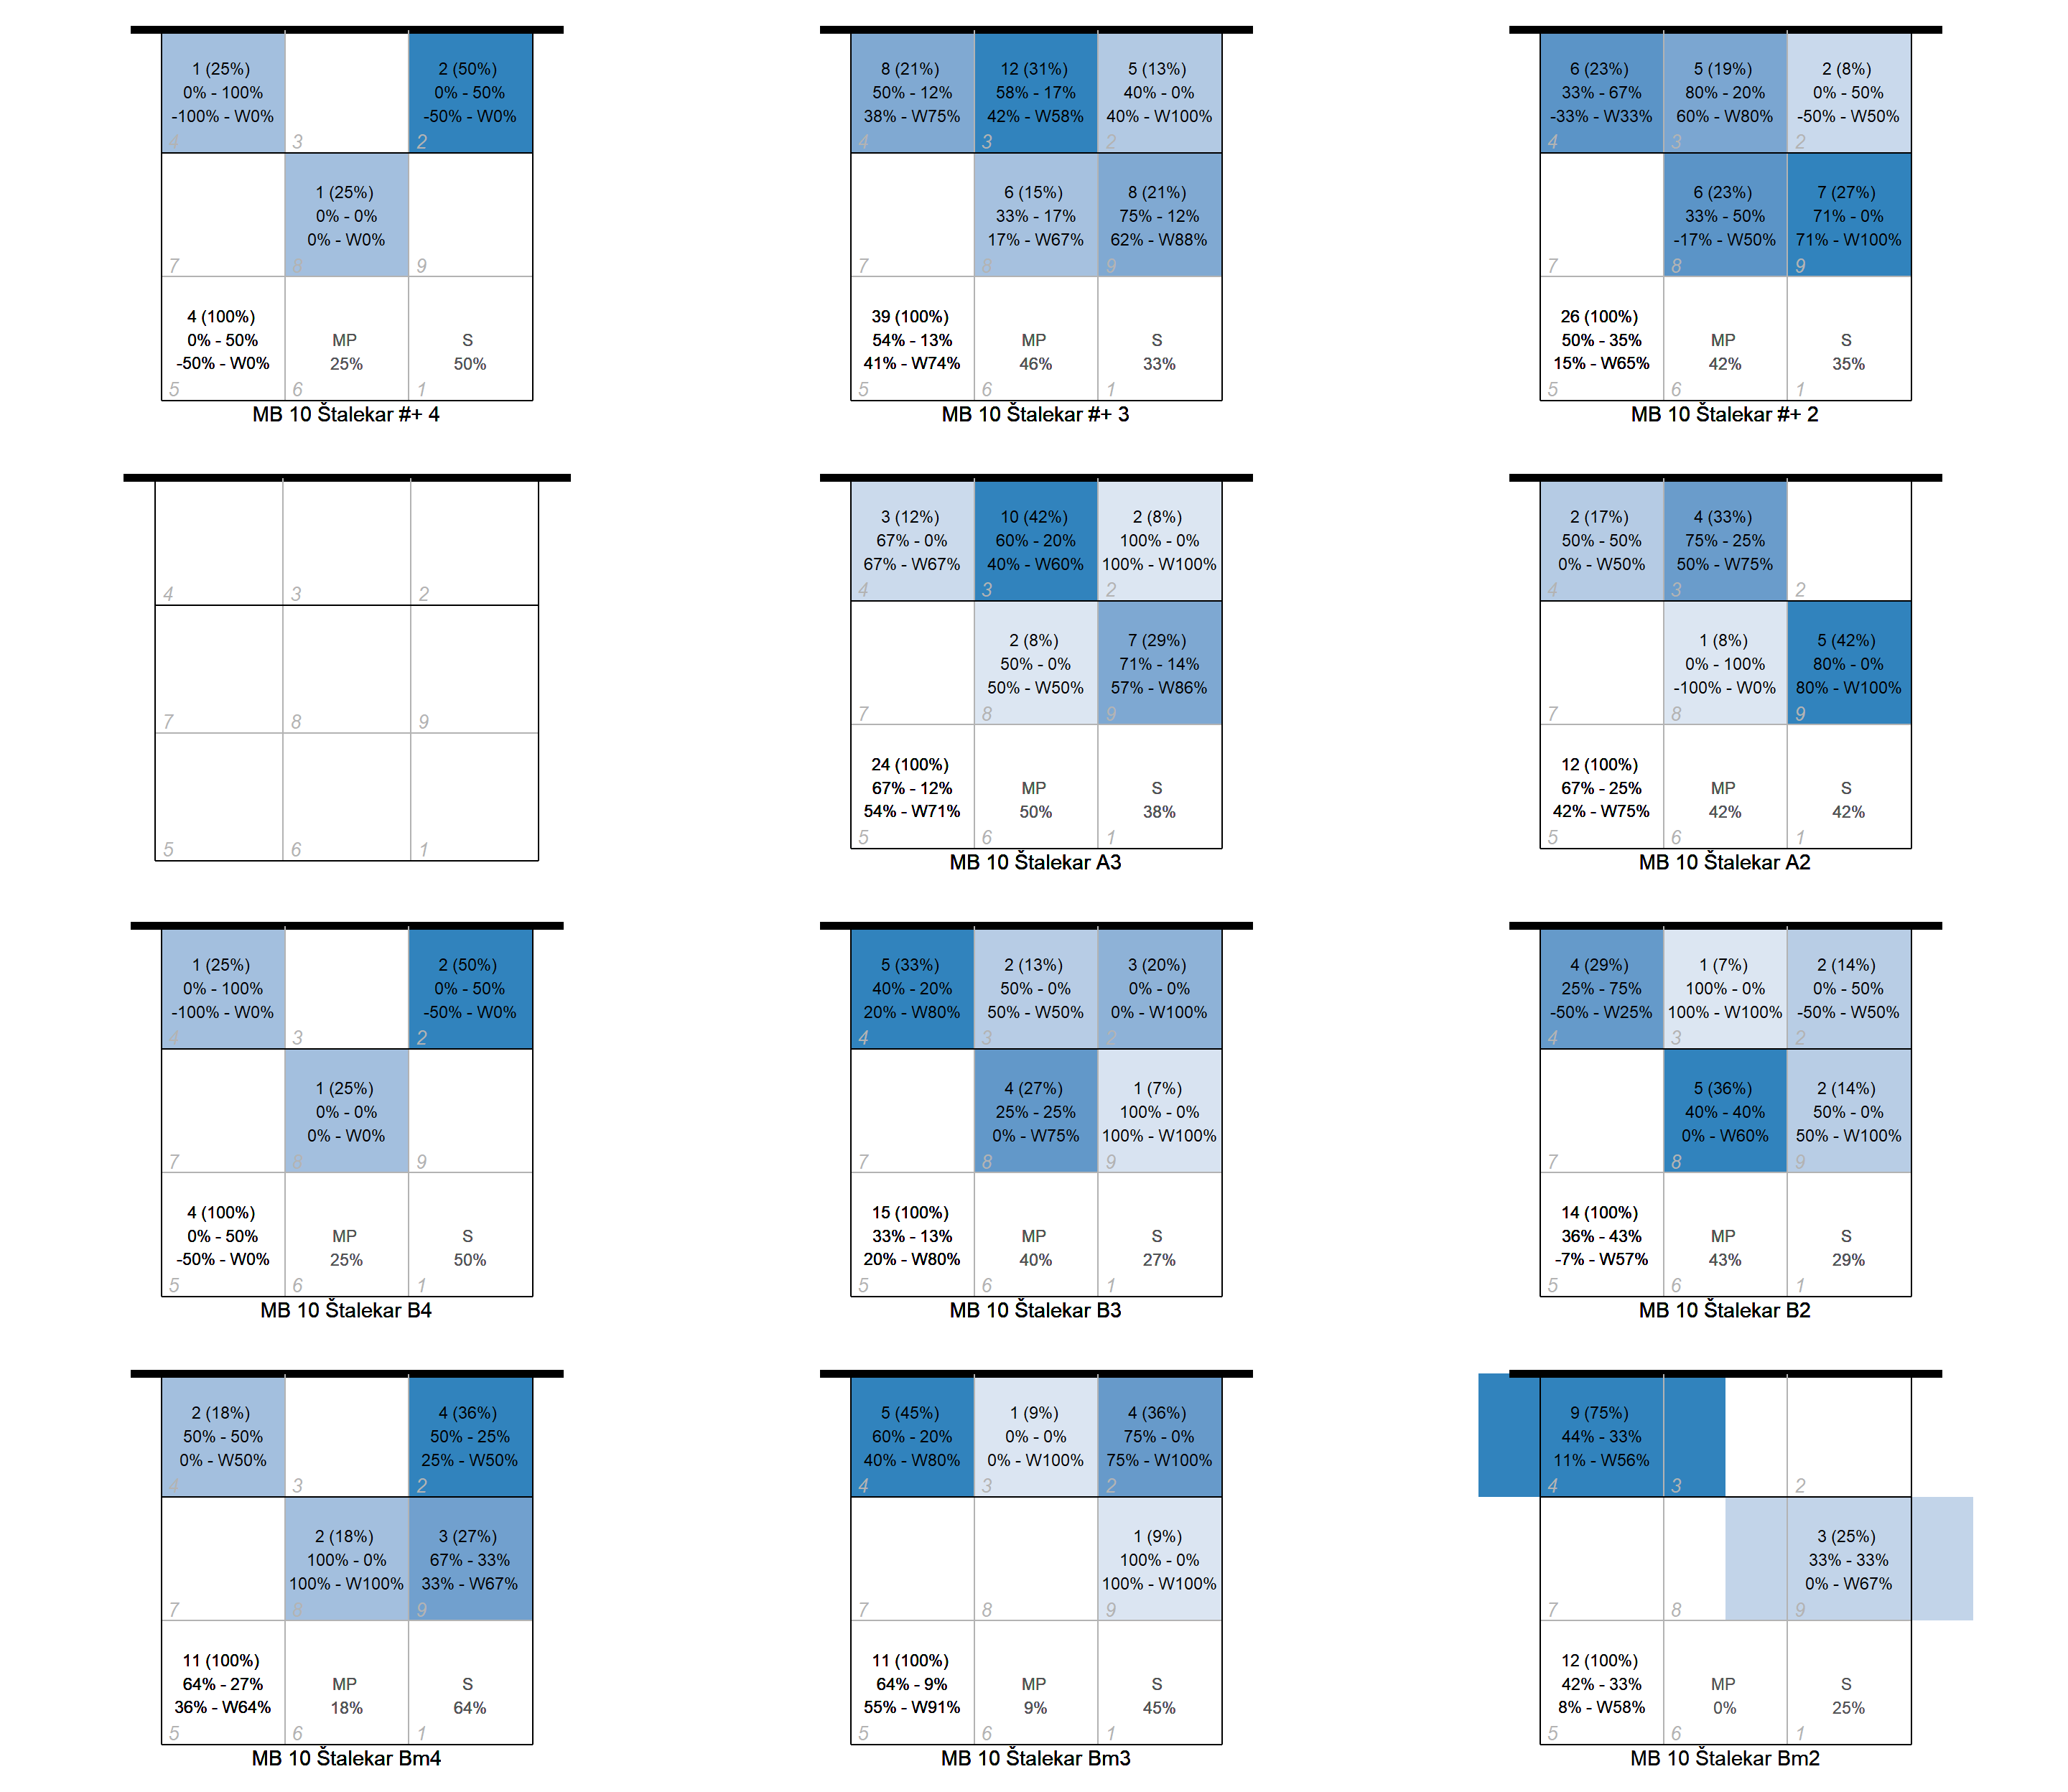 1 (25%)
0% - 100%
-100% - W0%
4
3
2 (50%)
0% - 50%
-50% - W0%
2
7
1 (25%)
0% - 0%
0% - W0%
8
9
4 (100%)
0% - 50%
-50% - W0%
5
MP
25%
6
S
50%
1
MB 10 Štalekar #+ 4
8 (21%)
50% - 12%
38% - W75%
4
12 (31%)
58% - 17%
42% - W58%
3
5 (13%)
40% - 0%
40% - W100%
2
7
6 (15%)
33% - 17%
17% - W67%
8
8 (21%)
75% - 12%
62% - W88%
9
39 (100%)
54% - 13%
41% - W74%
5
MP
46%
6
S
33%
1
MB 10 Štalekar #+ 3
6 (23%)
33% - 67%
-33% - W33%
4
5 (19%)
80% - 20%
60% - W80%
3
2 (8%)
0% - 50%
-50% - W50%
2
7
6 (23%)
33% - 50%
-17% - W50%
8
7 (27%)
71% - 0%
71% - W100%
9
26 (100%)
50% - 35%
15% - W65%
5
MP
42%
6
S
35%
1
MB 10 Štalekar #+ 2
4
3
2
7
8
9
5
6
1
3 (12%)
67% - 0%
67% - W67%
4
10 (42%)
60% - 20%
40% - W60%
3
2 (8%)
100% - 0%
100% - W100%
2
7
2 (8%)
50% - 0%
50% - W50%
8
7 (29%)
71% - 14%
57% - W86%
9
24 (100%)
67% - 12%
54% - W71%
5
MP
50%
6
S
38%
1
MB 10 Štalekar A3
2 (17%)
50% - 50%
0% - W50%
4
4 (33%)
75% - 25%
50% - W75%
3
2
7
1 (8%)
0% - 100%
-100% - W0%
8
5 (42%)
80% - 0%
80% - W100%
9
12 (100%)
67% - 25%
42% - W75%
5
MP
42%
6
S
42%
1
MB 10 Štalekar A2
1 (25%)
0% - 100%
-100% - W0%
4
3
2 (50%)
0% - 50%
-50% - W0%
2
7
1 (25%)
0% - 0%
0% - W0%
8
9
4 (100%)
0% - 50%
-50% - W0%
5
MP
25%
6
S
50%
1
MB 10 Štalekar B4
5 (33%)
40% - 20%
20% - W80%
4
2 (13%)
50% - 0%
50% - W50%
3
3 (20%)
0% - 0%
0% - W100%
2
7
4 (27%)
25% - 25%
0% - W75%
8
1 (7%)
100% - 0%
100% - W100%
9
15 (100%)
33% - 13%
20% - W80%
5
MP
40%
6
S
27%
1
MB 10 Štalekar B3
4 (29%)
25% - 75%
-50% - W25%
4
1 (7%)
100% - 0%
100% - W100%
3
2 (14%)
0% - 50%
-50% - W50%
2
7
5 (36%)
40% - 40%
0% - W60%
8
2 (14%)
50% - 0%
50% - W100%
9
14 (100%)
36% - 43%
-7% - W57%
5
MP
43%
6
S
29%
1
MB 10 Štalekar B2
2 (18%)
50% - 50%
0% - W50%
4
3
4 (36%)
50% - 25%
25% - W50%
2
7
2 (18%)
100% - 0%
100% - W100%
8
3 (27%)
67% - 33%
33% - W67%
9
11 (100%)
64% - 27%
36% - W64%
5
MP
18%
6
S
64%
1
MB 10 Štalekar Bm4
5 (45%)
60% - 20%
40% - W80%
4
1 (9%)
0% - 0%
0% - W100%
3
4 (36%)
75% - 0%
75% - W100%
2
7
8
1 (9%)
100% - 0%
100% - W100%
9
11 (100%)
64% - 9%
55% - W91%
5
MP
9%
6
S
45%
1
MB 10 Štalekar Bm3
9 (75%)
44% - 33%
11% - W56%
4
3
2
7
8
3 (25%)
33% - 33%
0% - W67%
9
12 (100%)
42% - 33%
8% - W58%
5
MP
0%
6
S
25%
1
MB 10 Štalekar Bm2